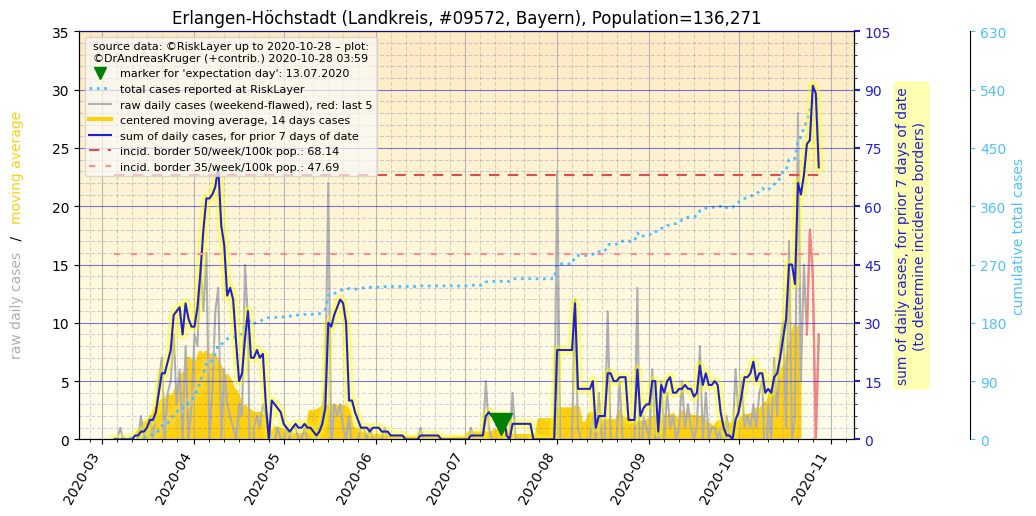 Erlangen-Höchstadt (Landkreis, #09572, Bayern), Population=136,271
source data: ©RiskLayer up to 2020-10-28 – plot:
©DrAndreasKruger (+contrib.) 2020-10-28 03:59
marker for 'expectation day': 13.07.2020
total cases reported at RiskLayer
raw daily cases (weekend-flawed), red: last 5
centered moving average, 14 days cases
sum of daily cases, for prior 7 days of date
incid. border 50/week/100k pop.: 68.14
incid. border 35/week/100k pop.: 47.69
raw daily cases / moving average
35
30
25
20
15
10
5
0
105
90
75
60
45
30
15
0
sum of daily cases, for prior 7 days of date
(to determine incidence borders)
630
540
450
360
270
180
90
0
cumulative total cases
2020-03
2020-04
2020-05
2020-06
2020-07
2020-08
2020-09
2020-10
2020-11